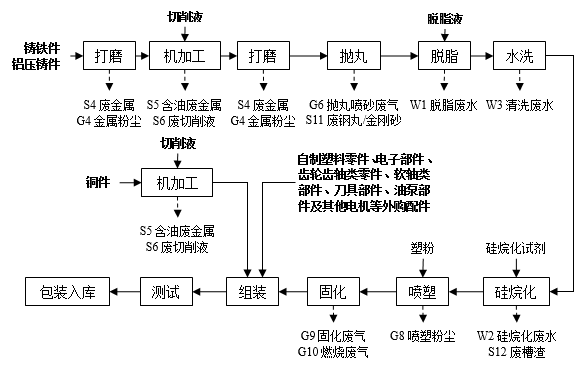 切削液
脱脂液
铸铁件
铝压铸件
打磨
机加工
打磨
抛丸
脱脂
水洗
S4 废金属
G4 金属粉尘
S5 含油废金属
S6 废切削液
S4 废金属
G4 金属粉尘
G6 抛丸喷砂废气
S11 废钢丸/金刚砂
W1 脱脂废水
W3 清洗废水
切削液
铜件
机加工
S5 含油废金属
S6 废切削液
自制塑料零件、电子部件、
齿轮齿轴类零件、软轴类
部件、刀具部件、油泵部
件及其他电机等外购配件
塑粉
硅烷化试剂
包装入库
测试
组装
固化
喷塑
硅烷化
G9 固化废气
G10 燃烧废气
G8 喷塑粉尘
W2 硅烷化废水
S12 废槽渣